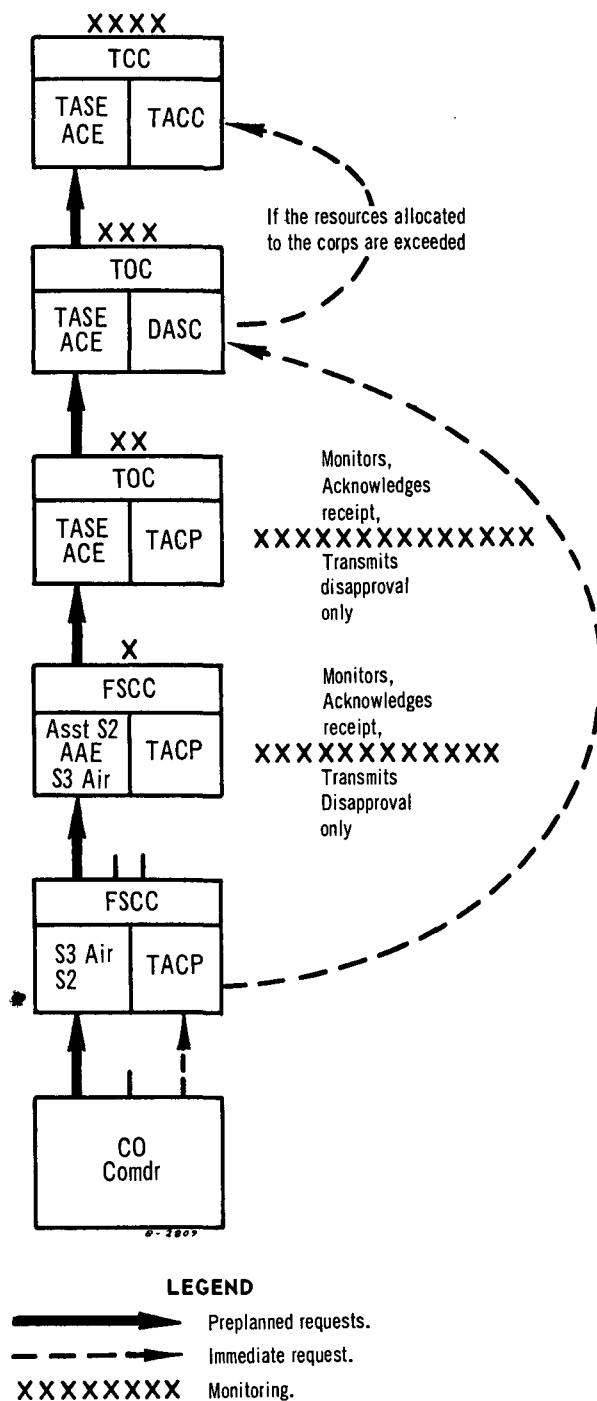 XXXX
TCC
TASE
ACE
TACC
If the resources allocated
to the corps are exceeded
XXX
TOC
TASE
ACE
DASC
XX
TOC
TASE
ACE
TACP
Monitors,
Acknowledges
receipt,
XXXXXXXXXXXXXX
Transmits
disapproval
only
X
FSCC
Asst S2
AAE
S3 Air
TACP
Monitors,
Acknowledges
receipt,
XXXXXXXXXXXX
Transmits
Disapproval
only
FSCC
S3 Air
S2
TACP
CO
Comdr
LEGEND
Preplanned requests.
Immediate request.
XXXXXXXX Monitoring.